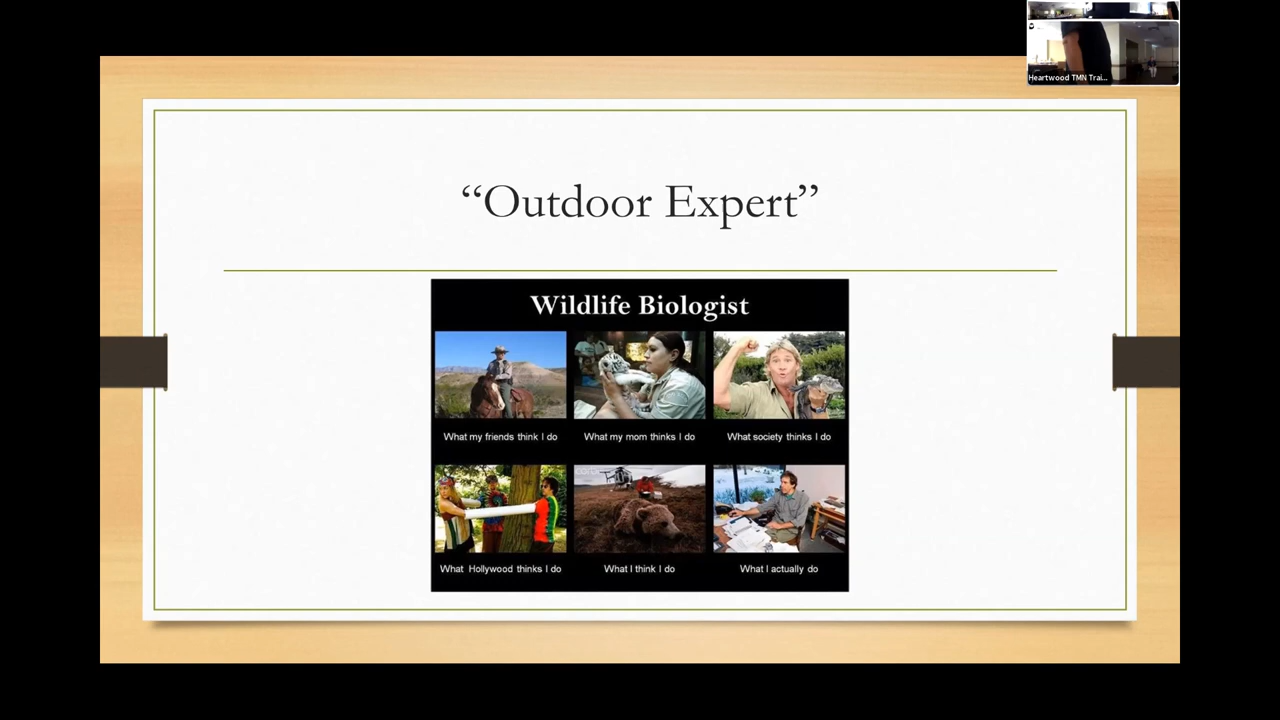 Heartwood TMN Trai...
“Outdoor Expert”
Wildlife Biologist
What my friends think I do
What my mom thinks I do
What society thinks I do
What Hollywood thinks I do
What I think I do
What I actually do